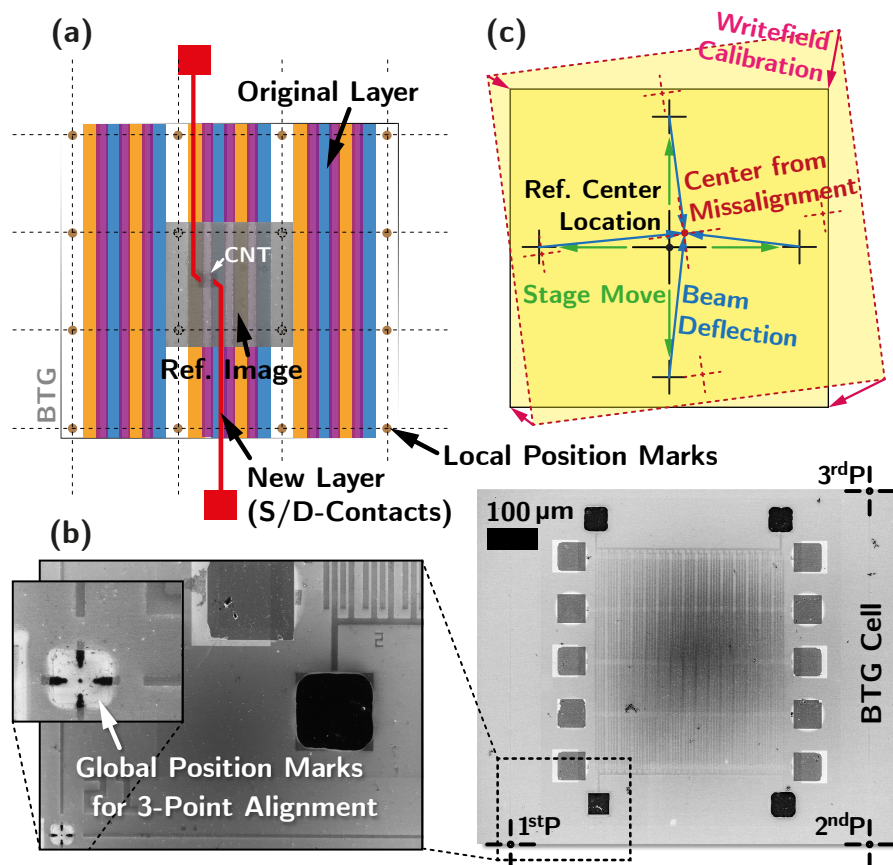 (a)
Original Layer
CNT
Ref. Image
BTG
Local Position Marks
New Layer
(S/D-Contacts)
(c)
Writefield
Calibration
Ref. Center
Location
Center from
Missalignment
Stage Move
Beam
Deflection
(b)
2
Global Position Marks
for 3-Point Alignment
100 µm
3rdP
BTG Cell
1stP
2ndP